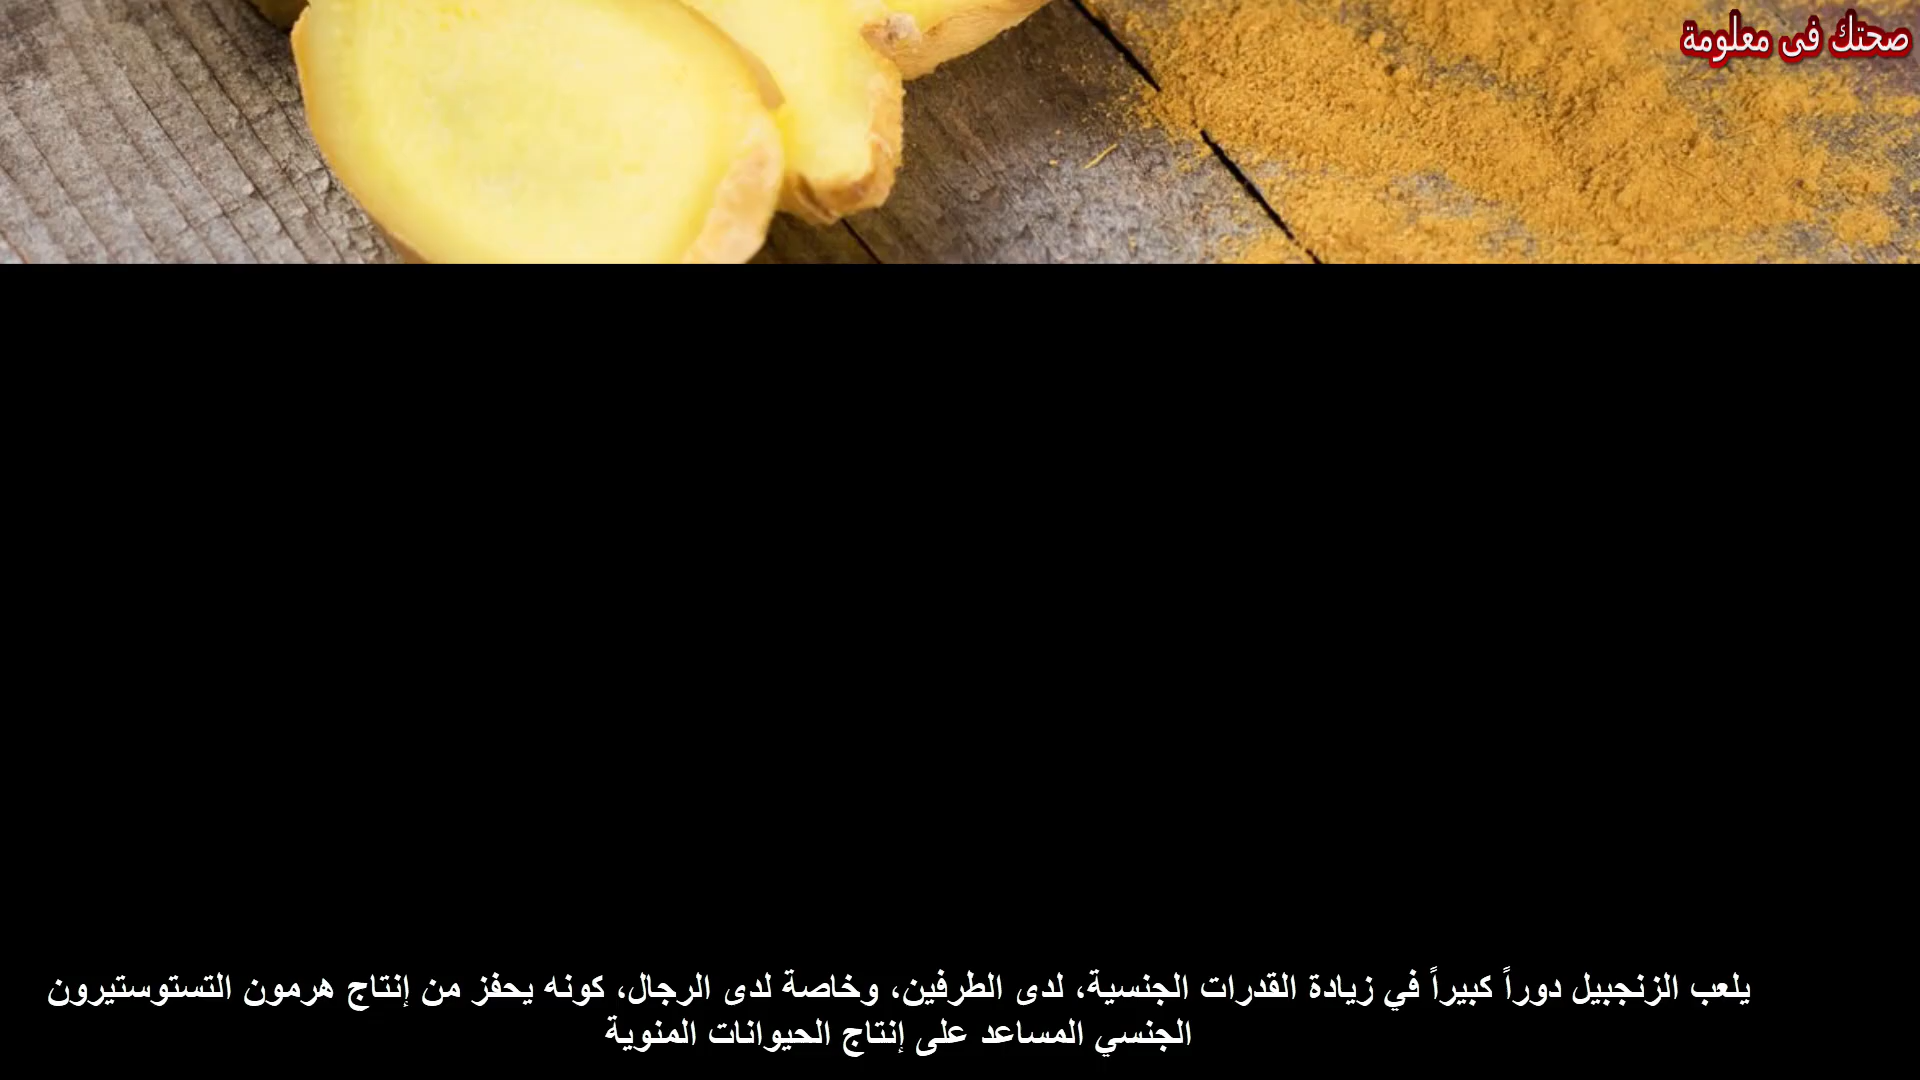 صحتك فى معلومة
يلعب الزنجبيل دوراً كبيراً في زيادة القدرات الجنسية، لدى الطرفين، وخاصة لدى الرجال، كونه يحفز من إنتاج هرمون التستوستيرون
الجنسي المساعد على إنتاج الحيوانات المنوية